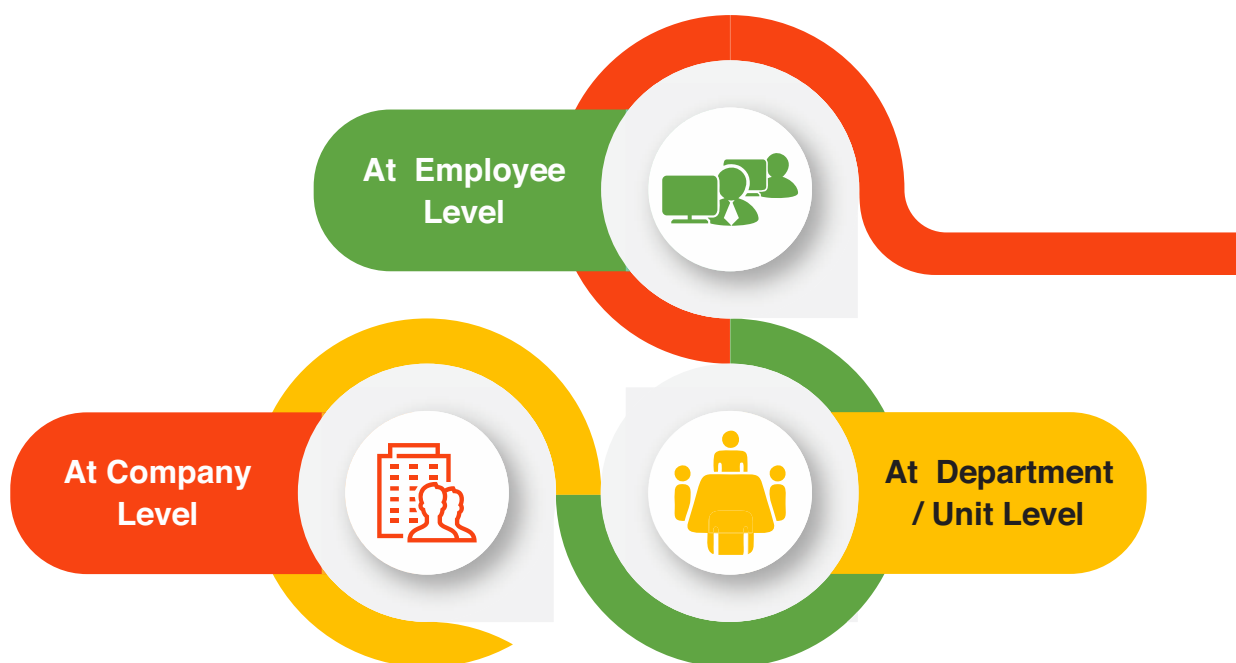 At  Employee
Level
At Company
Level
At  Department
/ Unit Level